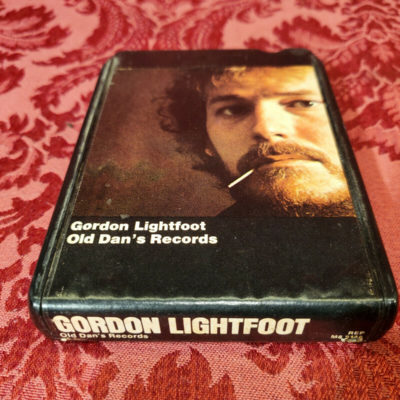 Gordon Lightfoot
Old Dan's Records
GORDON LIGHTFOOT
Old Dan's Records
REP